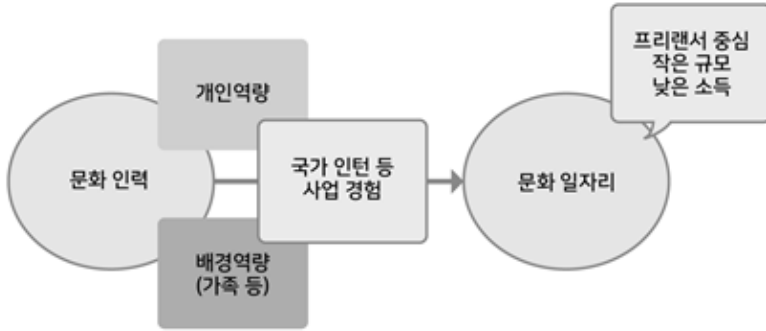 프리랜서 중심
작은 규모
낮은 소득
개인역량
문화 인력
국가 인턴 등
사업 경험
문화 일자리
배경역량
(가족 등)